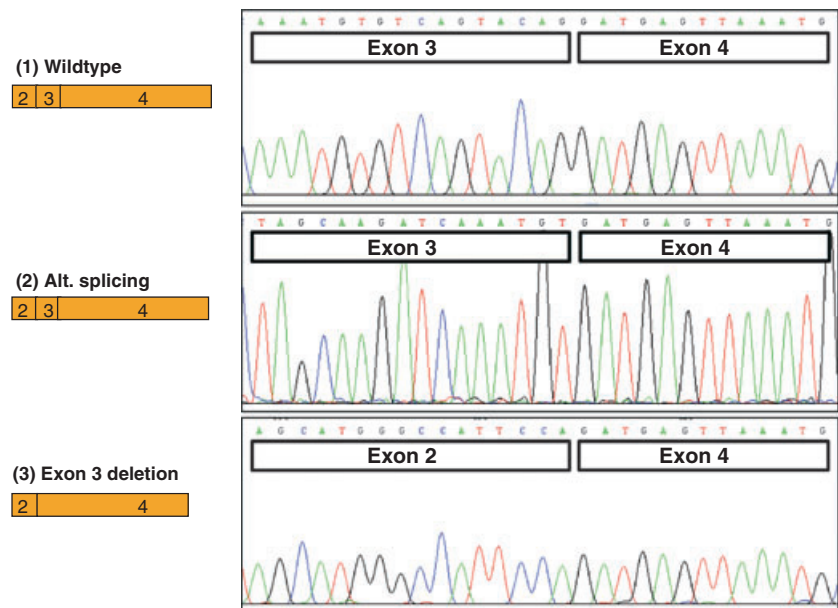 A A A T G T G T C A G T A C A G G A T G A G T T A A A T G
Exon 3 Exon 4
(1) Wildtype
2 3 4
T A G C A A G A T C A A A T G T G A T G A G T T A A A T G
Exon 3 Exon 4
(2) Alt. splicing
2 3 4
A G C A T G G G C C A T T C C A G A T G A G T T A A A T G
Exon 2 Exon 4
(3) Exon 3 deletion
2 4